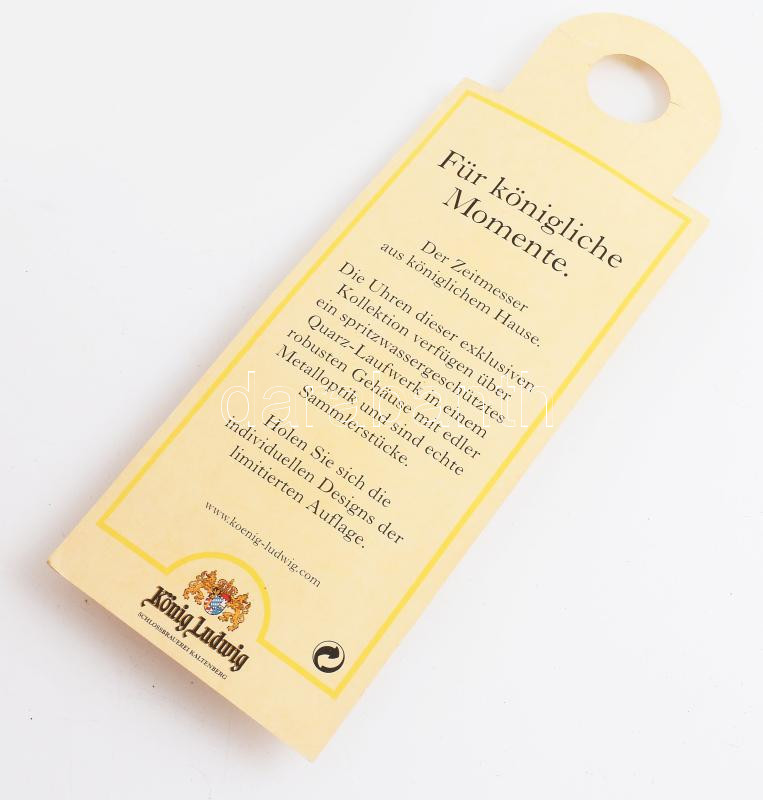 Für königliche
Momente.
Der Zeitmesser
aus königlichem Hause.
Die Uhren dieser exklusiven
Kollektion verfügen über
ein spritzwassergeschütztes
Quarz-Laufwerk in einem
robusten Gehäuse mit edler
Metalloptik und sind echte
Sammlerstücke.
Holen Sie sich die
individuellen Designs der
limitierten Auflage.
www.koenig-ludwig.com
König Ludwig
SCHLOSSBRAUEREI KALTENBERG
darabanth